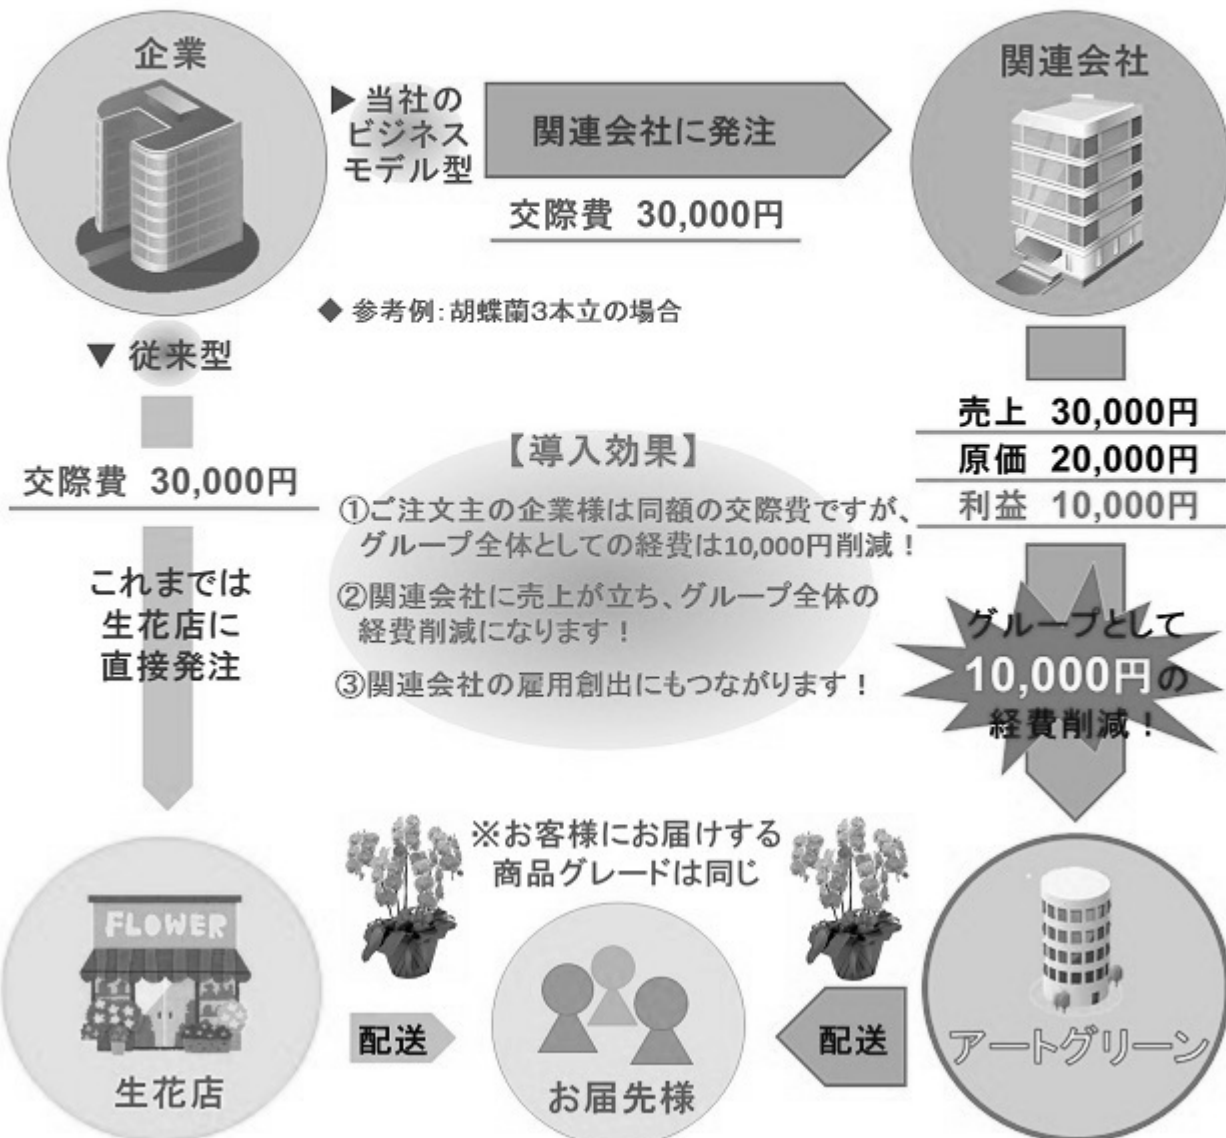 企業
関連会社
▶ 当社の
ビジネス
モデル型
関連会社に発注
交際費 30,000円
◆ 参考例:胡蝶蘭3本立の場合
▼ 従来型
交際費 30,000円
これまでは
生花店に
直接発注
【導入効果】
①ご注文主の企業様は同額の交際費ですが、
グループ全体としての経費は10,000円削減！
②関連会社に売上が立ち、グループ全体の
経費削減になります！
③関連会社の雇用創出にもつながります！
売上 30,000円
原価 20,000円
利益 10,000円
グループとして
10,000円の
経費削減！
※お客様にお届けする
商品グレードは同じ
FLOWER
生花店
配送
お届先様
配送
アートグリーン